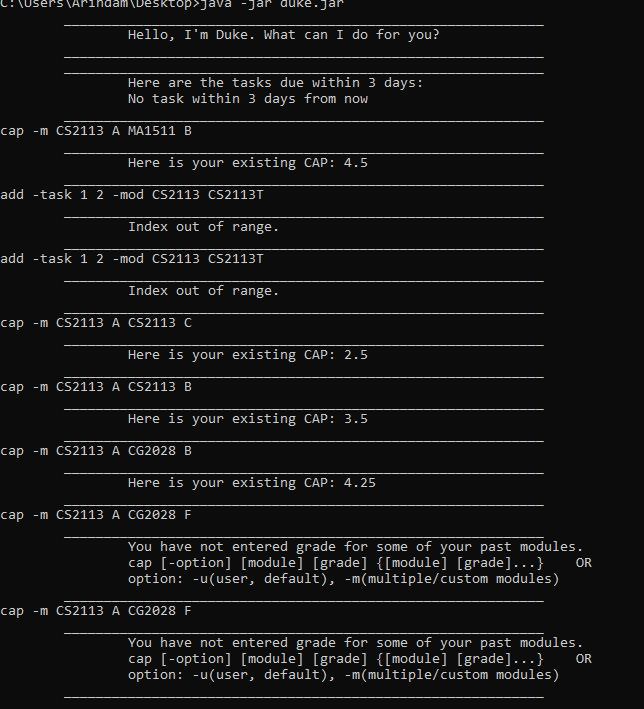 C:\Users\Arindam\Desktop>java -jar duke.jar
____________________________________________________________
Hello, I'm Duke. What can I do for you?
____________________________________________________________
____________________________________________________________
Here are the tasks due within 3 days:
No task within 3 days from now
____________________________________________________________
cap -m CS2113 A MA1511 B
____________________________________________________________
Here is your existing CAP: 4.5
____________________________________________________________
add -task 1 2 -mod CS2113 CS2113T
____________________________________________________________
Index out of range.
____________________________________________________________
add -task 1 2 -mod CS2113 CS2113T
____________________________________________________________
Index out of range.
____________________________________________________________
cap -m CS2113 A CS2113 C
____________________________________________________________
Here is your existing CAP: 2.5
____________________________________________________________
cap -m CS2113 A CS2113 B
____________________________________________________________
Here is your existing CAP: 3.5
____________________________________________________________
cap -m CS2113 A CG2028 B
____________________________________________________________
Here is your existing CAP: 4.25
____________________________________________________________
cap -m CS2113 A CG2028 F
____________________________________________________________
You have not entered grade for some of your past modules.
cap [-option] [module] [grade] {[module] [grade]...}    OR
option: -u(user, default), -m(multiple/custom modules)
____________________________________________________________
cap -m CS2113 A CG2028 F
____________________________________________________________
You have not entered grade for some of your past modules.
cap [-option] [module] [grade] {[module] [grade]...}    OR
option: -u(user, default), -m(multiple/custom modules)
____________________________________________________________